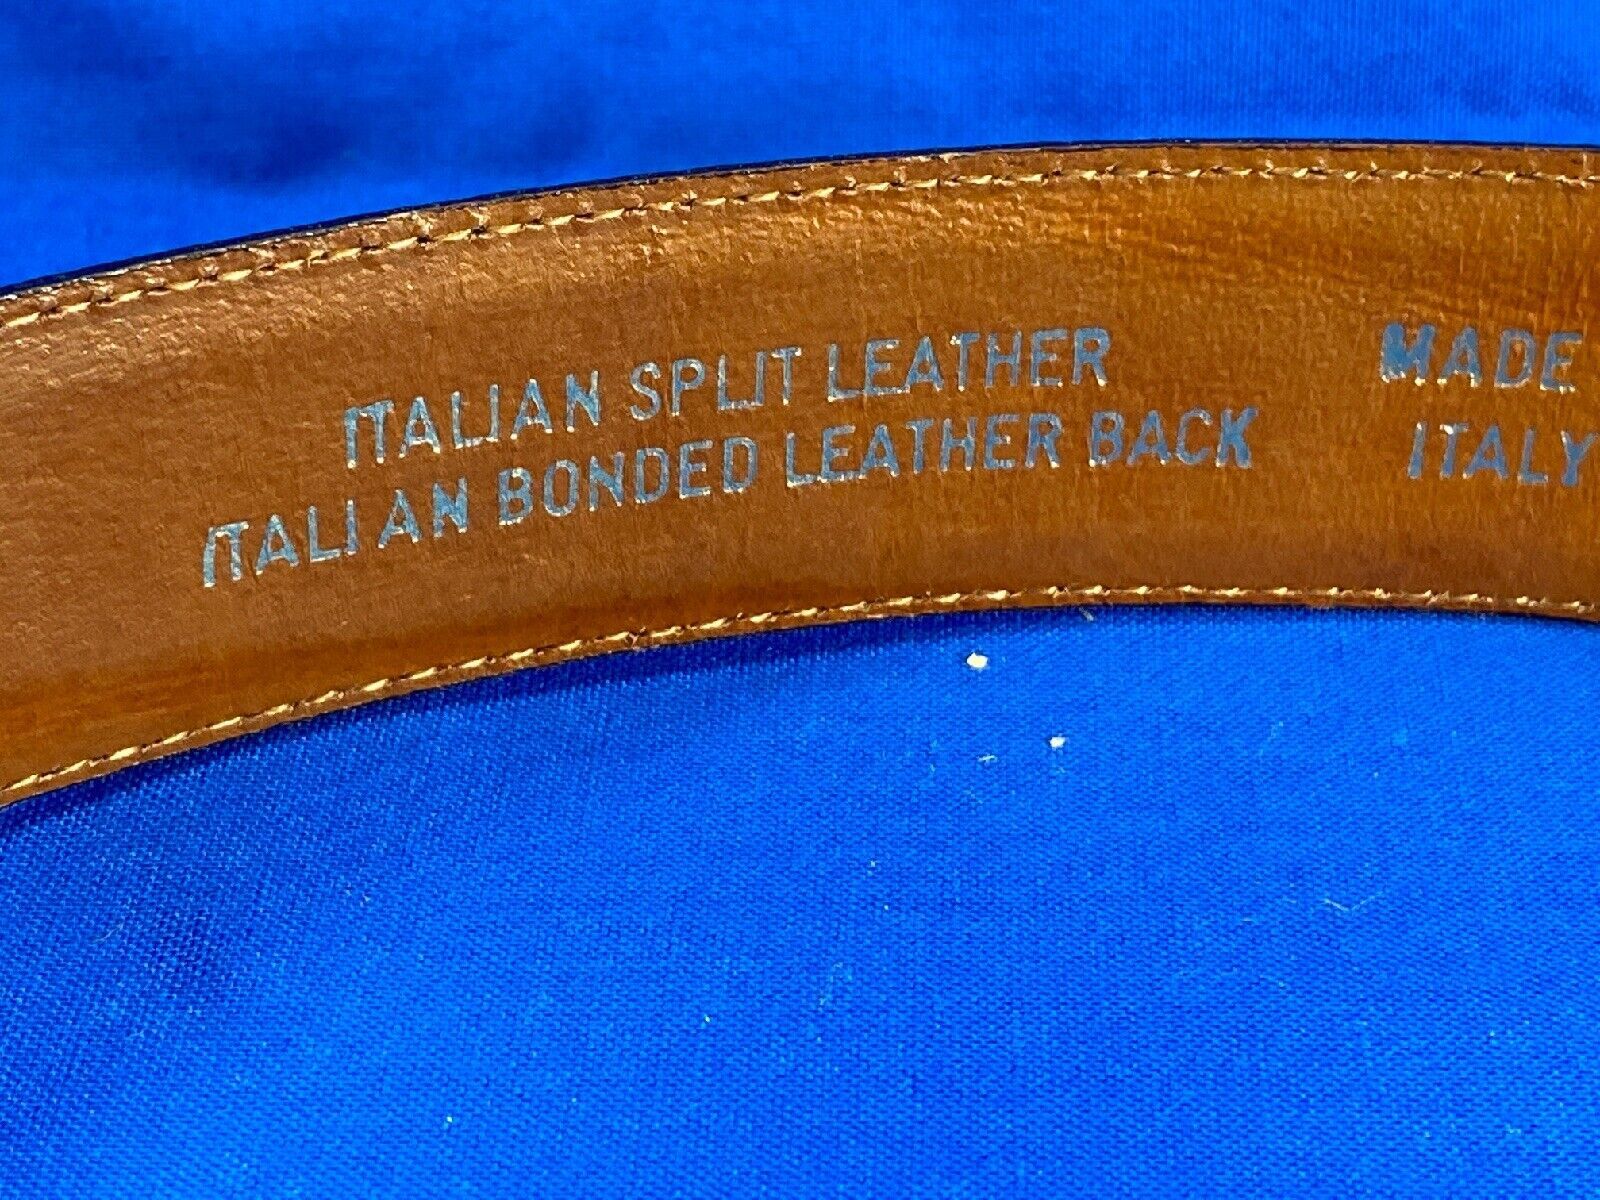 ITALIAN SPLIT LEATHER
ITALIAN BONDED LEATHER BACK
MADE
ITALY